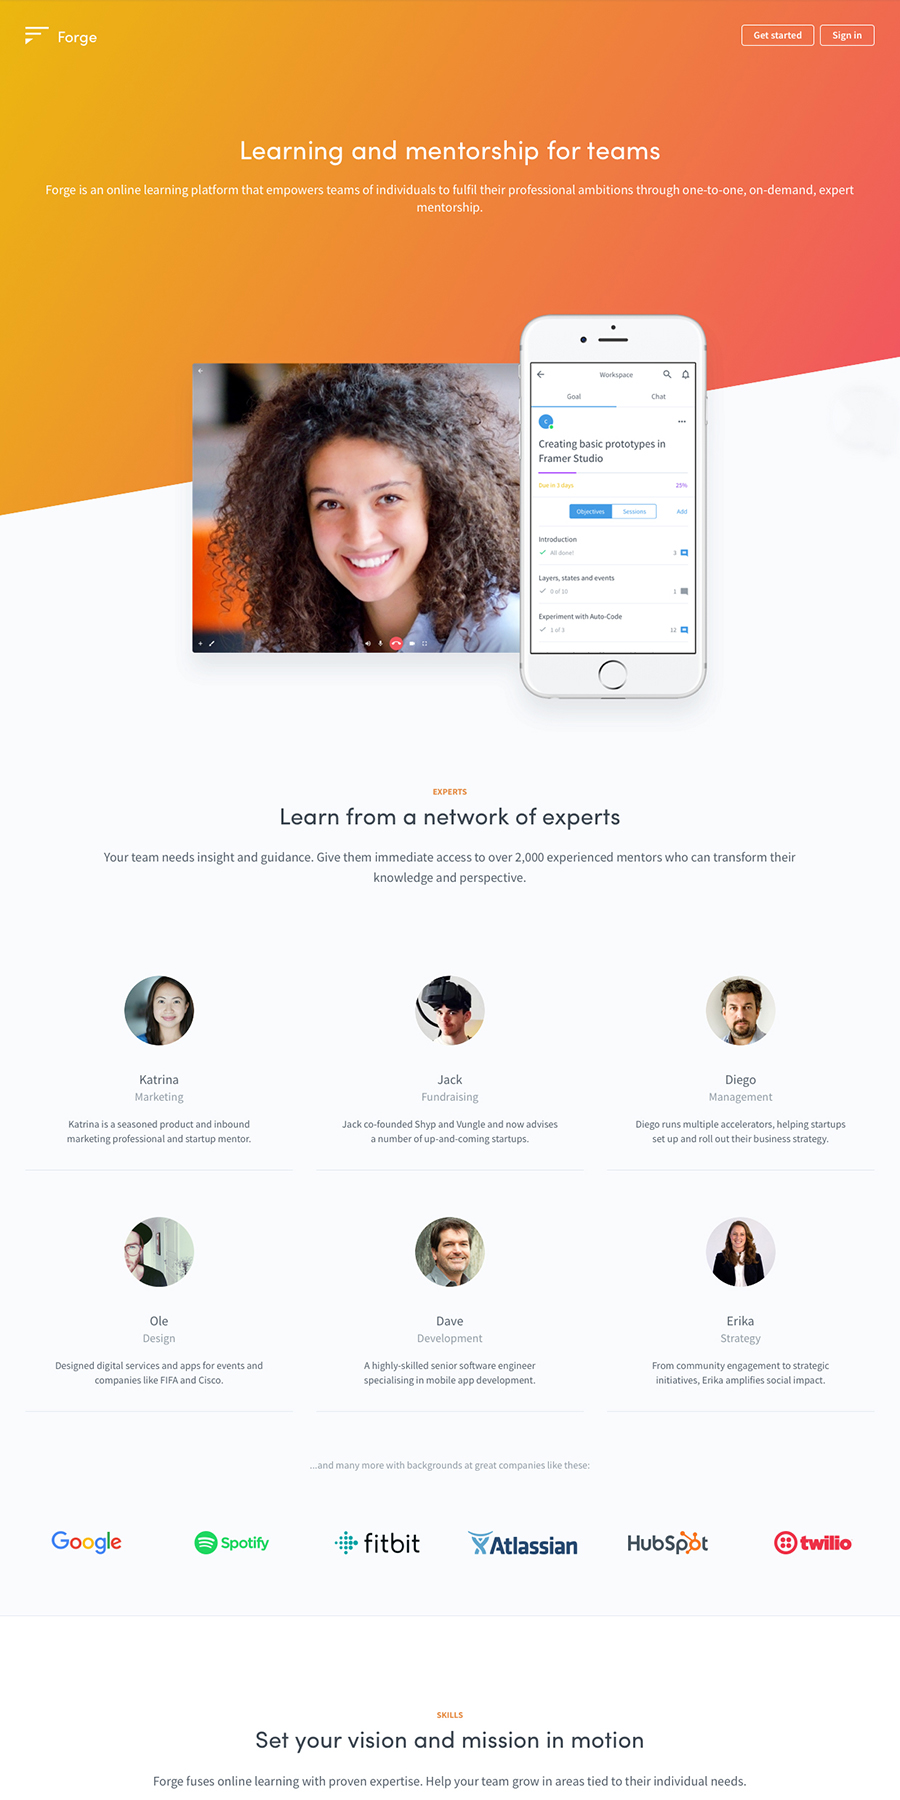 Forge
Get started
Sign in
Learning and mentorship for teams
Forge is an online learning platform that empowers teams of individuals to fulfil their professional ambitions through one-to-one, on-demand, expert
mentorship.
Workspace
Goal
Chat
C
Creating basic prototypes in
Framer Studio
Due in 3 days
25%
Objectives
Sessions
Add
Introduction
All done!
3
Layers, states and events
0 of 10
1
Experiment with Auto-Code
1 of 3
12
EXPERTS
Learn from a network of experts
Your team needs insight and guidance. Give them immediate access to over 2,000 experienced mentors who can transform their
knowledge and perspective.
Katrina
Marketing
Katrina is a seasoned product and inbound
marketing professional and startup mentor.
Jack
Fundraising
Jack co-founded Shyp and Vungle and now advises
a number of up-and-coming startups.
Diego
Management
Diego runs multiple accelerators, helping startups
set up and roll out their business strategy.
Ole
Design
Designed digital services and apps for events and
companies like FIFA and Cisco.
Dave
Development
A highly-skilled senior software engineer
specialising in mobile app development.
Erika
Strategy
From community engagement to strategic
initiatives, Erika amplifies social impact.
...and many more with backgrounds at great companies like these:
Google
Spotify
fitbit
Atlassian
HubSpot
twilio
SKILLS
Set your vision and mission in motion
Forge fuses online learning with proven expertise. Help your team grow in areas tied to their individual needs.